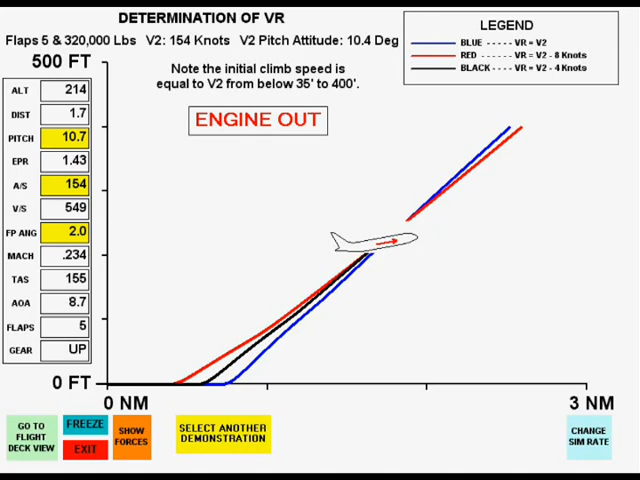 DETERMINATION OF VR
Flaps 5 & 320,000 Lbs V2: 154 Knots V2 Pitch Attitude: 10.4 Deg
LEGEND
BLUE ----- VR = V2
RED ----- VR = V2 - 8 Knots
BLACK ----- VR = V2 - 4 Knots
500 FT
Note the initial climb speed is
equal to V2 from below 35' to 400'.
ENGINE OUT
ALT 214
DIST 1.7
PITCH 10.7
EPR 1.43
A/S 154
V/S 549
FP ANG 2.0
MACH .234
TAS 155
AOA 8.7
FLAPS 5
GEAR UP
0 FT
0 NM
3 NM
GO TO
FLIGHT
DECK VIEW
FREEZE
EXIT
SHOW
FORCES
SELECT ANOTHER
DEMONSTRATION
CHANGE
SIM RATE